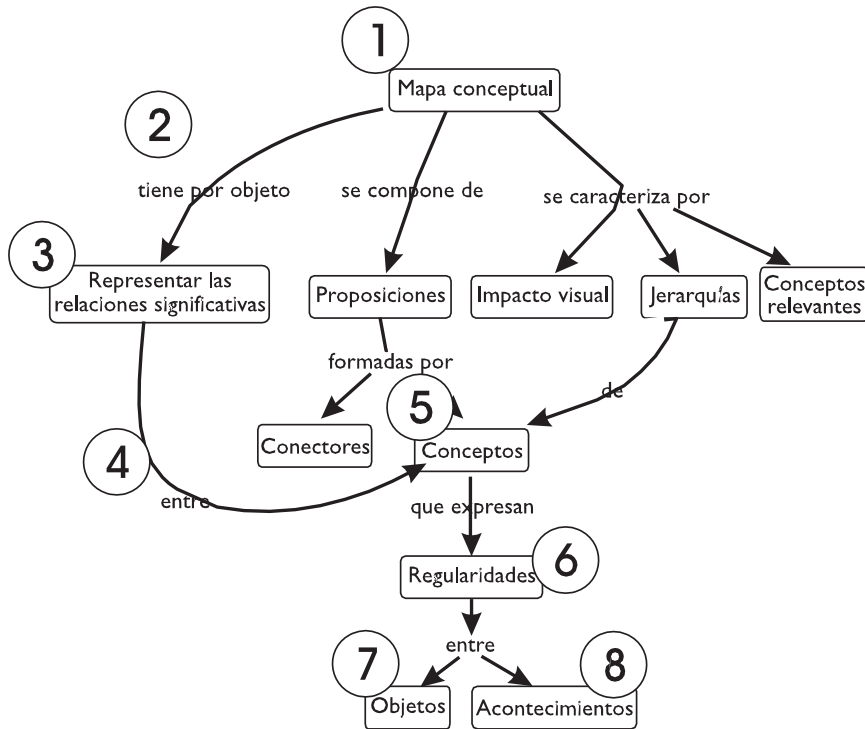 1
Mapa conceptual
2
tiene por objeto
se compone de
se caracteriza por
3
Representar las
relaciones significativas
Proposiciones
Impacto visual
Jerarquías
Conceptos
relevantes
formadas por
de
5
Conectores
Conceptos
4
entre
que expresan
Regularidades
6
entre
7
8
Objetos
Acontecimientos